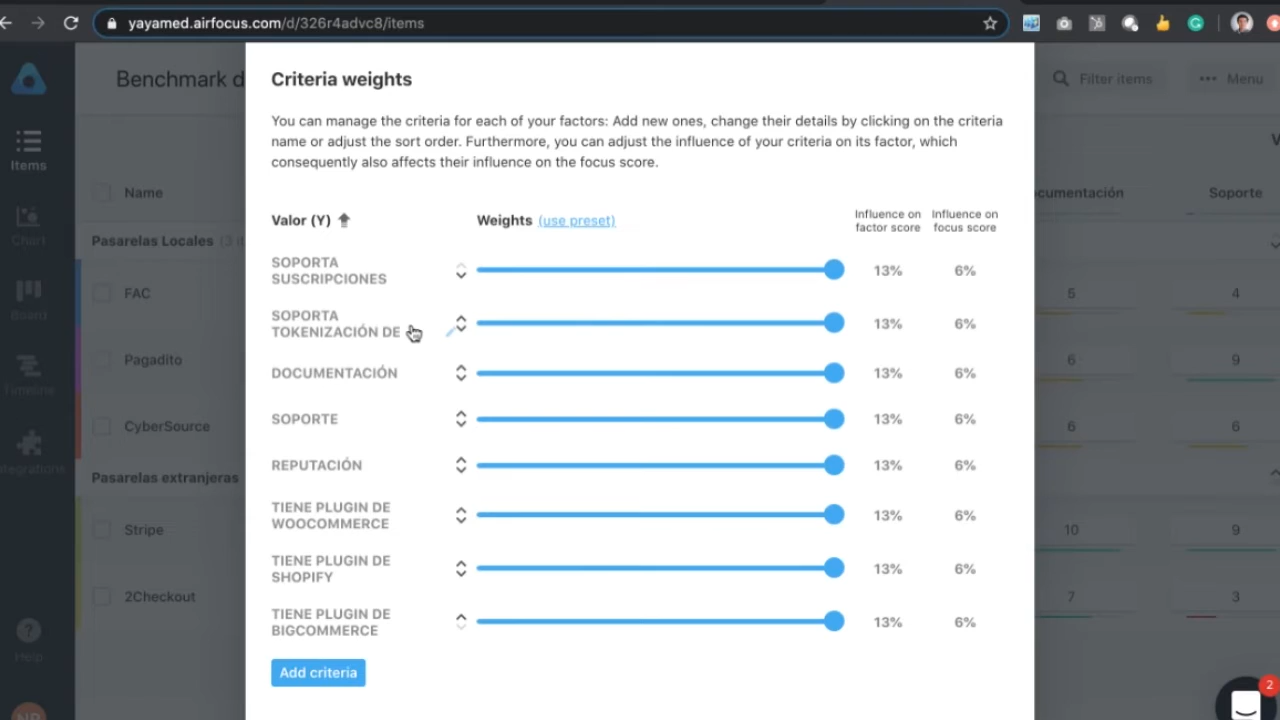 yayamed.airfocus.com/d/326r4advc8/items
Benchmark d
Filter items
Menu
Items
Chart
Board
Timeline
Integrations
Help
Name
Pasarelas Locales (3
FAC
Pagadito
CyberSource
Pasarelas extranjeras
Stripe
2Checkout
Criteria weights
You can manage the criteria for each of your factors: Add new ones, change their details by clicking on the criteria
name or adjust the sort order. Furthermore, you can adjust the influence of your criteria on its factor, which
consequently also affects their influence on the focus score.
Valor (Y)
Weights (use preset)
Influence on
factor score
Influence on
focus score
SOPORTA
SUSCRIPCIONES
13% 6%
SOPORTA
TOKENIZACIÓN DE
13% 6%
DOCUMENTACIÓN 13% 6%
SOPORTE 13% 6%
REPUTACIÓN 13% 6%
TIENE PLUGIN DE
WOOCOMMERCE
13% 6%
TIENE PLUGIN DE
SHOPIFY
13% 6%
TIENE PLUGIN DE
BIGCOMMERCE
13% 6%
Add criteria
ocumentación Soporte
5 4
6 9
6 6
10 9
7 3
2